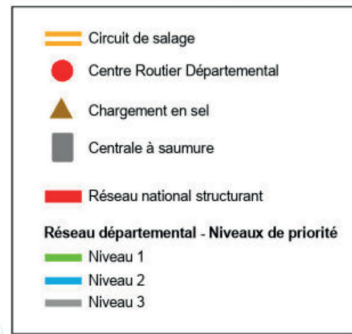 Circuit de salage
Centre Routier Départemental
Chargement en sel
Centrale à saumure
Réseau national structurant
Réseau départemental - Niveaux de priorité
Niveau 1
Niveau 2
Niveau 3